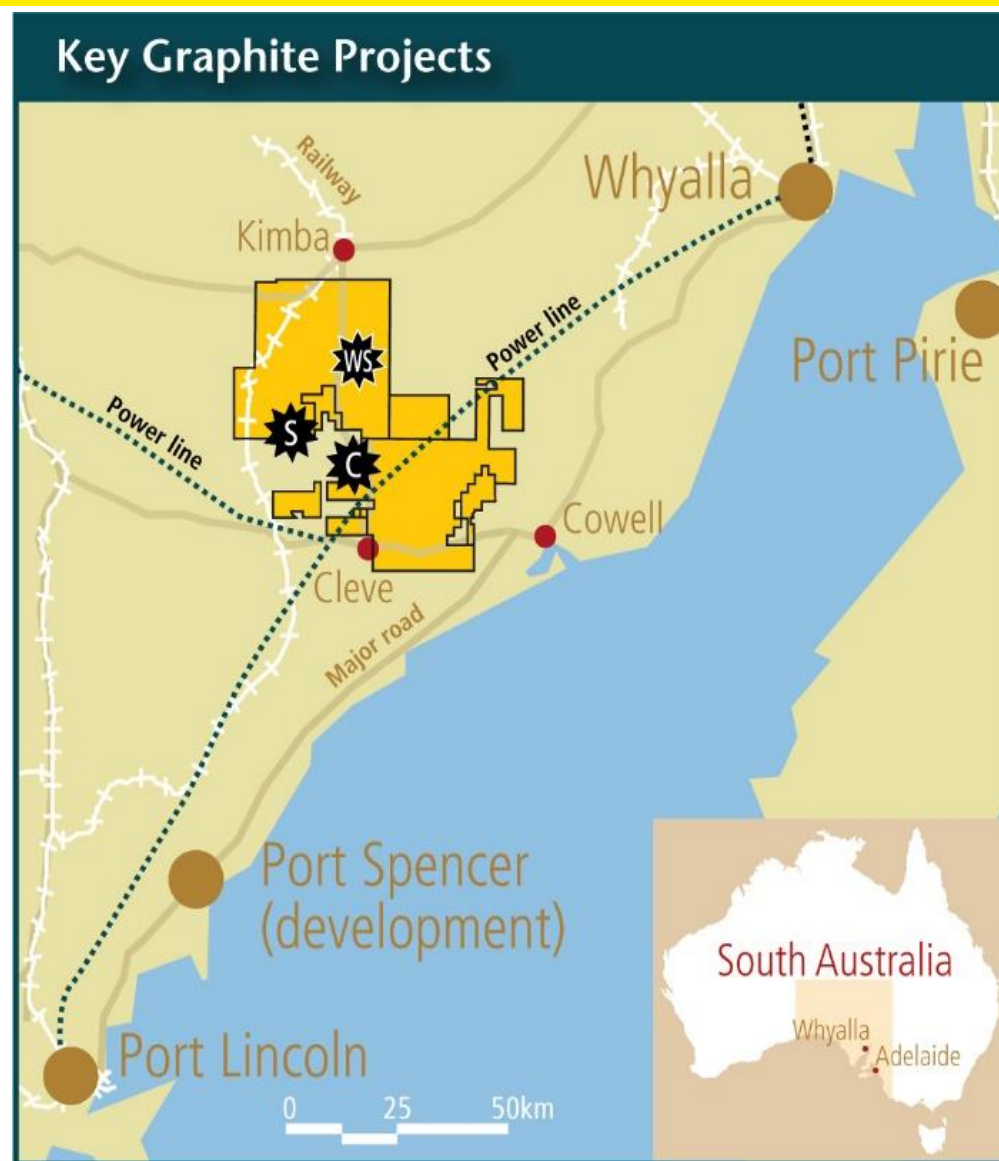 Key Graphite Projects
Railway
Whyalla
Kimba
Power line
WS
Port Pirie
Power line
S
C
Cowell
Cleve
Major road
Port Spencer
(development)
South Australia
Whyalla
Adelaide
Port Lincoln
0 25 50km